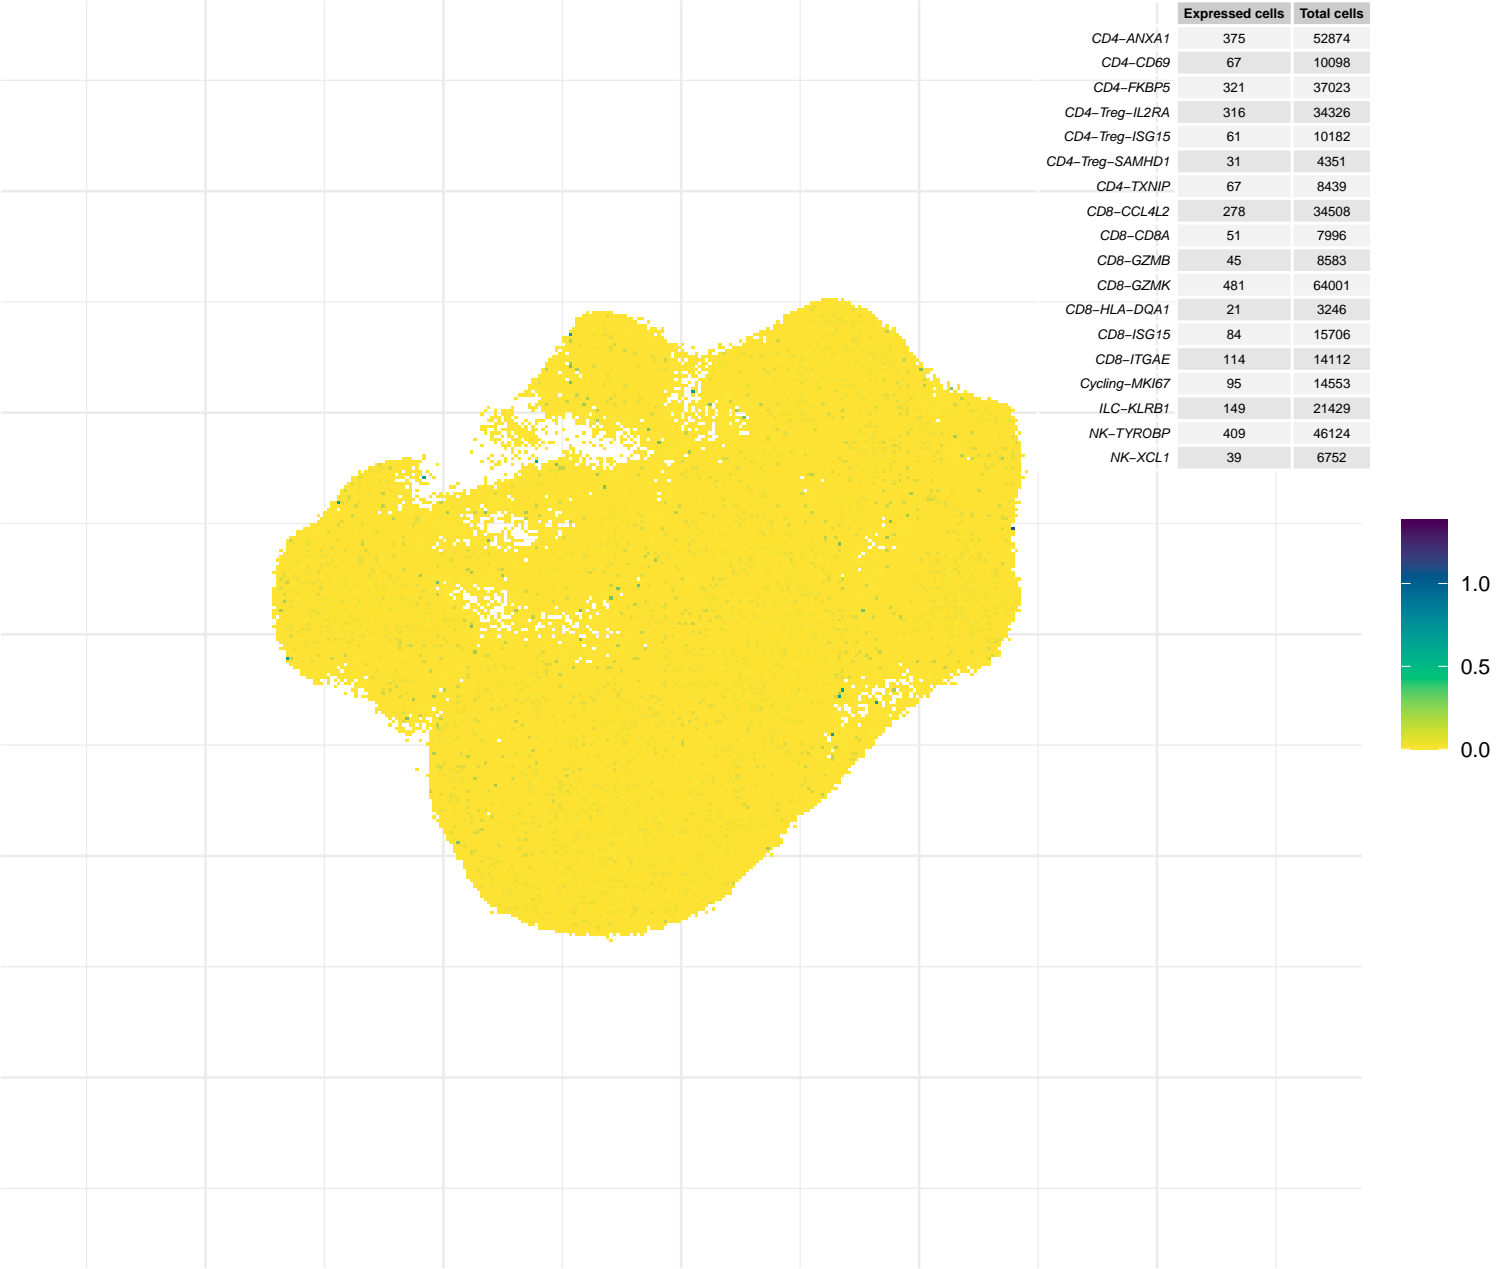 Expressed cells Total cells
CD4−ANXA1 375 52874
CD4−CD69 67 10098
CD4−FKBP5 321 37023
CD4−Treg−IL2RA 316 34326
CD4−Treg−ISG15 61 10182
CD4−Treg−SAMHD1 31 4351
CD4−TXNIP 67 8439
CD8−CCL4L2 278 34508
CD8−CD8A 51 7996
CD8−GZMB 45 8583
CD8−GZMK 481 64001
CD8−HLA−DQA1 21 3246
CD8−ISG15 84 15706
CD8−ITGAE 114 14112
Cycling−MKI67 95 14553
ILC−KLRB1 149 21429
NK−TYROBP 409 46124
NK−XCL1 39 6752
1.0
0.5
0.0